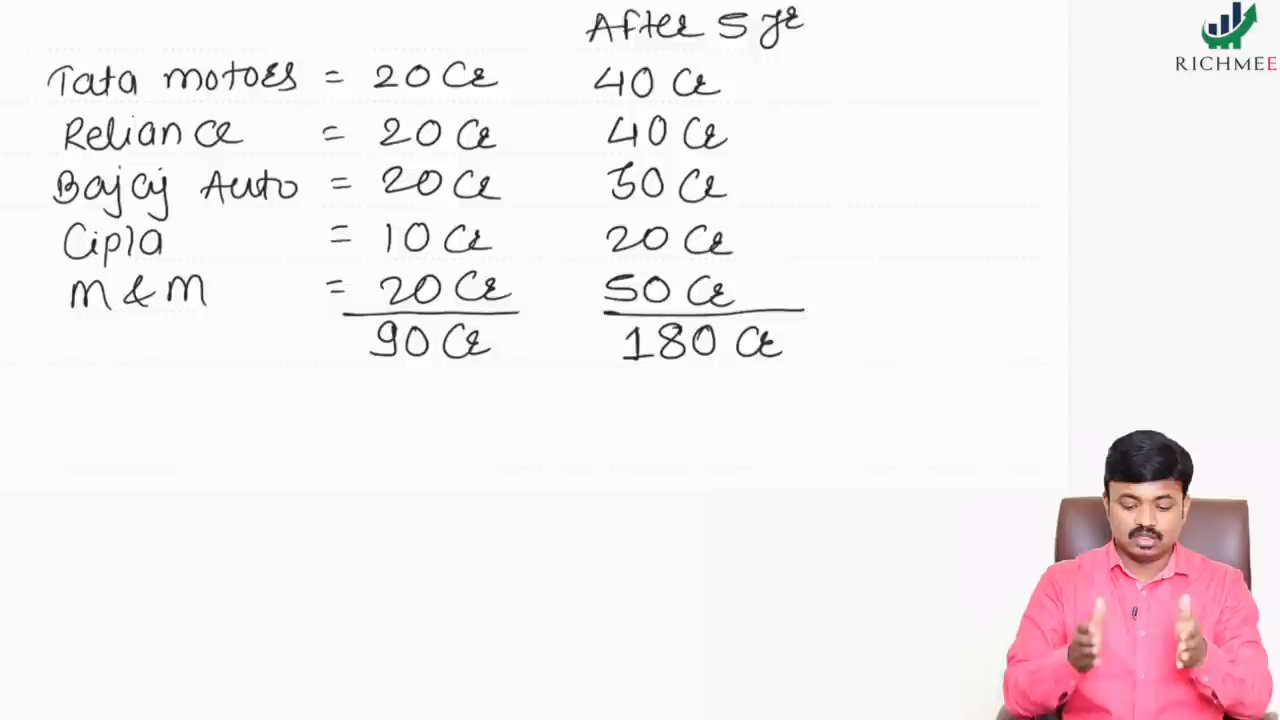 After 5 yr
Tata motors = 20 Cr 40 Cr
Reliance = 20 Cr 40 Cr
Bajaj Auto = 20 Cr 30 Cr
Cipla = 10 Cr 20 Cr
M & M = 20 Cr 50 Cr
90 Cr 180 Cr
RICHMEE